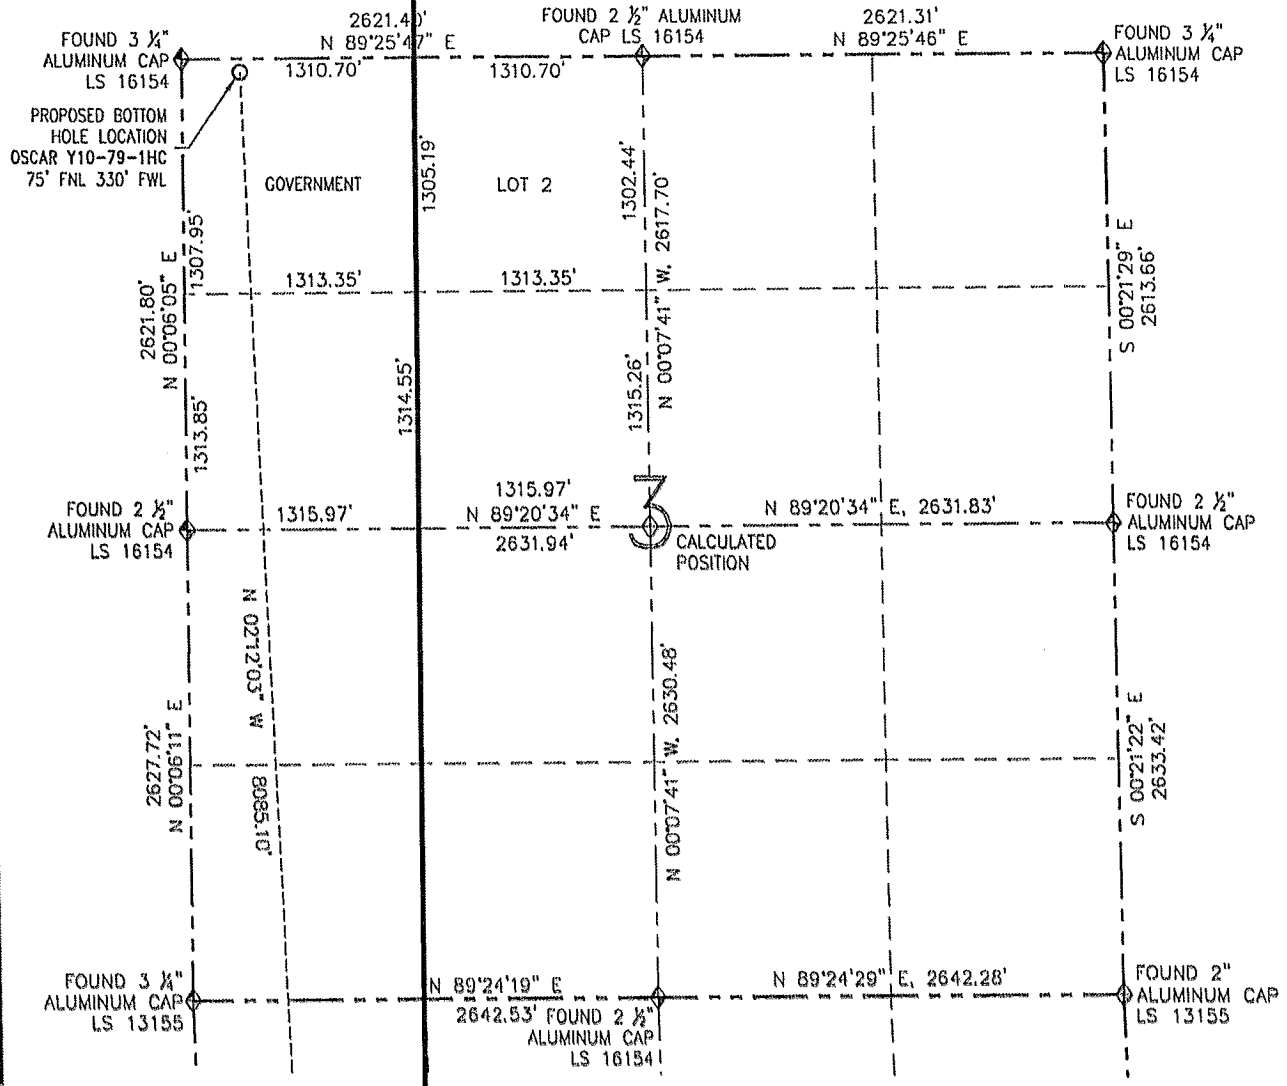 2621.40'
N 89°25'47" E
1310.70'
1310.70'
FOUND 2 ½" ALUMINUM
CAP LS 16154
2621.31'
N 89°25'46" E
FOUND 3 ¼"
ALUMINUM CAP
LS 16154
FOUND 3 ¼"
ALUMINUM CAP
LS 16154
PROPOSED BOTTOM
HOLE LOCATION
OSCAR Y10-79-1HC
75' FNL 330' FWL
GOVERNMENT
LOT 2
1305.19'
1302.44'
N 00°07'41" W, 2617.70'
1307.95'
2621.80'
N 00°06'05" E
1313.35'
1313.35'
S 00°21'29" E
2613.66'
1313.85'
1314.55'
1315.26'
FOUND 2 ½"
ALUMINUM CAP
LS 16154
1315.97'
1315.97'
N 89°20'34" E
2631.94'
3
CALCULATED
POSITION
N 89°20'34" E, 2631.83'
FOUND 2 ½"
ALUMINUM CAP
LS 16154
N 02°12'03" W 8085.10'
2627.72'
N 00°06'11" E
N 00°07'41" W, 2630.48'
S 00°21'22" E
2633.42'
FOUND 3 ¼"
ALUMINUM CAP
LS 13155
N 89°24'19" E
2642.53'
FOUND 2 ½"
ALUMINUM CAP
LS 16154
N 89°24'29" E, 2642.28'
FOUND 2"
ALUMINUM CAP
LS 13155